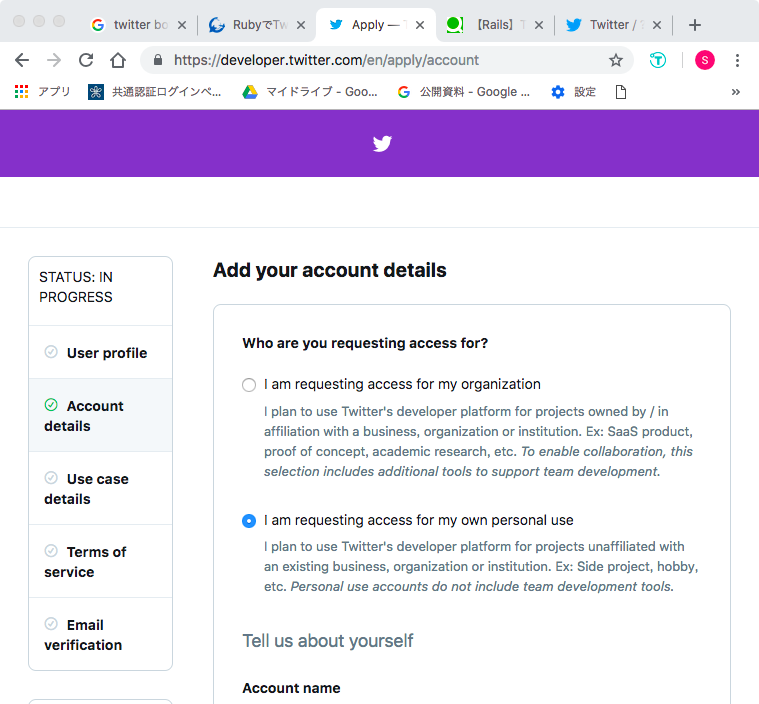 twitter bo
RubyでTw
Apply — T
【Rails】T
Twitter / ?
https://developer.twitter.com/en/apply/account
S
アプリ
共通認証ログインペ...
マイドライブ - Goo...
公開資料 - Google ...
設定
STATUS: IN
PROGRESS
User profile
Account
details
Use case
details
Terms of
service
Email
verification
Add your account details
Who are you requesting access for?
I am requesting access for my organization
I plan to use Twitter's developer platform for projects owned by / in
affiliation with a business, organization or institution. Ex: SaaS product,
proof of concept, academic research, etc. To enable collaboration, this
selection includes additional tools to support team development.
I am requesting access for my own personal use
I plan to use Twitter's developer platform for projects unaffiliated with
an existing business, organization or institution. Ex: Side project, hobby,
etc. Personal use accounts do not include team development tools.
Tell us about yourself
Account name